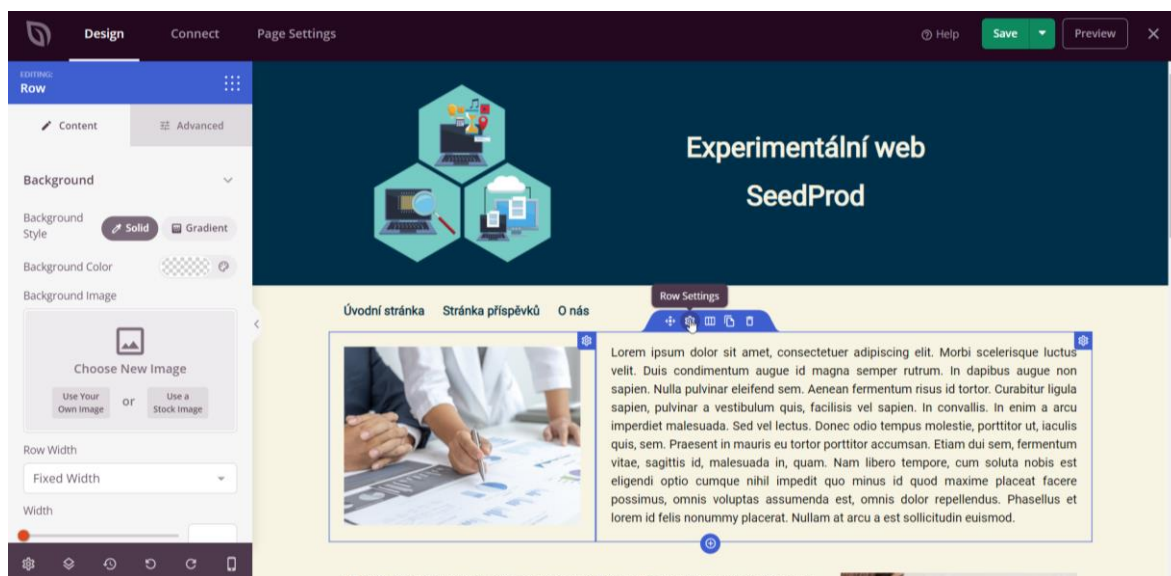 Design Connect Page Settings Help Save Preview
EDITING:
Row
Content Advanced
Background
Background
Style
Solid Gradient
Background Color
Background Image
Choose New Image
Use Your
Own Image
or
Use a
Stock Image
Row Width
Fixed Width
Width
Experimentální web
SeedProd
Row Settings
Úvodní stránka Stránka příspěvků O nás
Lorem ipsum dolor sit amet, consectetuer adipiscing elit. Morbi scelerisque luctus
velit. Duis condimentum augue id magna semper rutrum. In dapibus augue non
sapien. Nulla pulvinar eleifend sem. Aenean fermentum risus id tortor. Curabitur ligula
sapien, pulvinar a vestibulum quis, facilisis vel sapien. In convallis. In enim a arcu
imperdiet malesuada. Sed vel lectus. Donec odio tempus molestie, porttitor ut, iaculis
quis, sem. Praesent in mauris eu tortor porttitor accumsan. Etiam dui sem, fermentum
vitae, sagittis id, malesuada in, quam. Nam libero tempore, cum soluta nobis est
eligendi optio cumque nihil impedit quo minus id quod maxime placeat facere
possimus, omnis voluptas assumenda est, omnis dolor repellendus. Phasellus et
lorem id felis nonummy placerat. Nullam at arcu a est sollicitudin euismod.